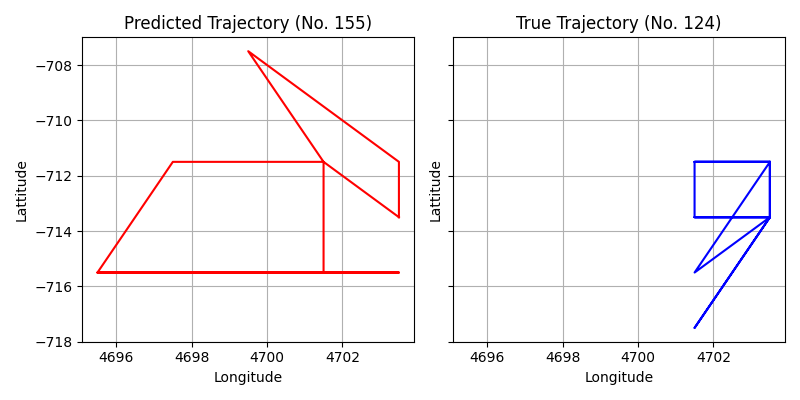 Predicted Trajectory (No. 155)
True Trajectory (No. 124)
−708
−710
−712
−714
−716
−718
Lattitude
Lattitude
4696 4698 4700 4702
4696 4698 4700 4702
Longitude
Longitude